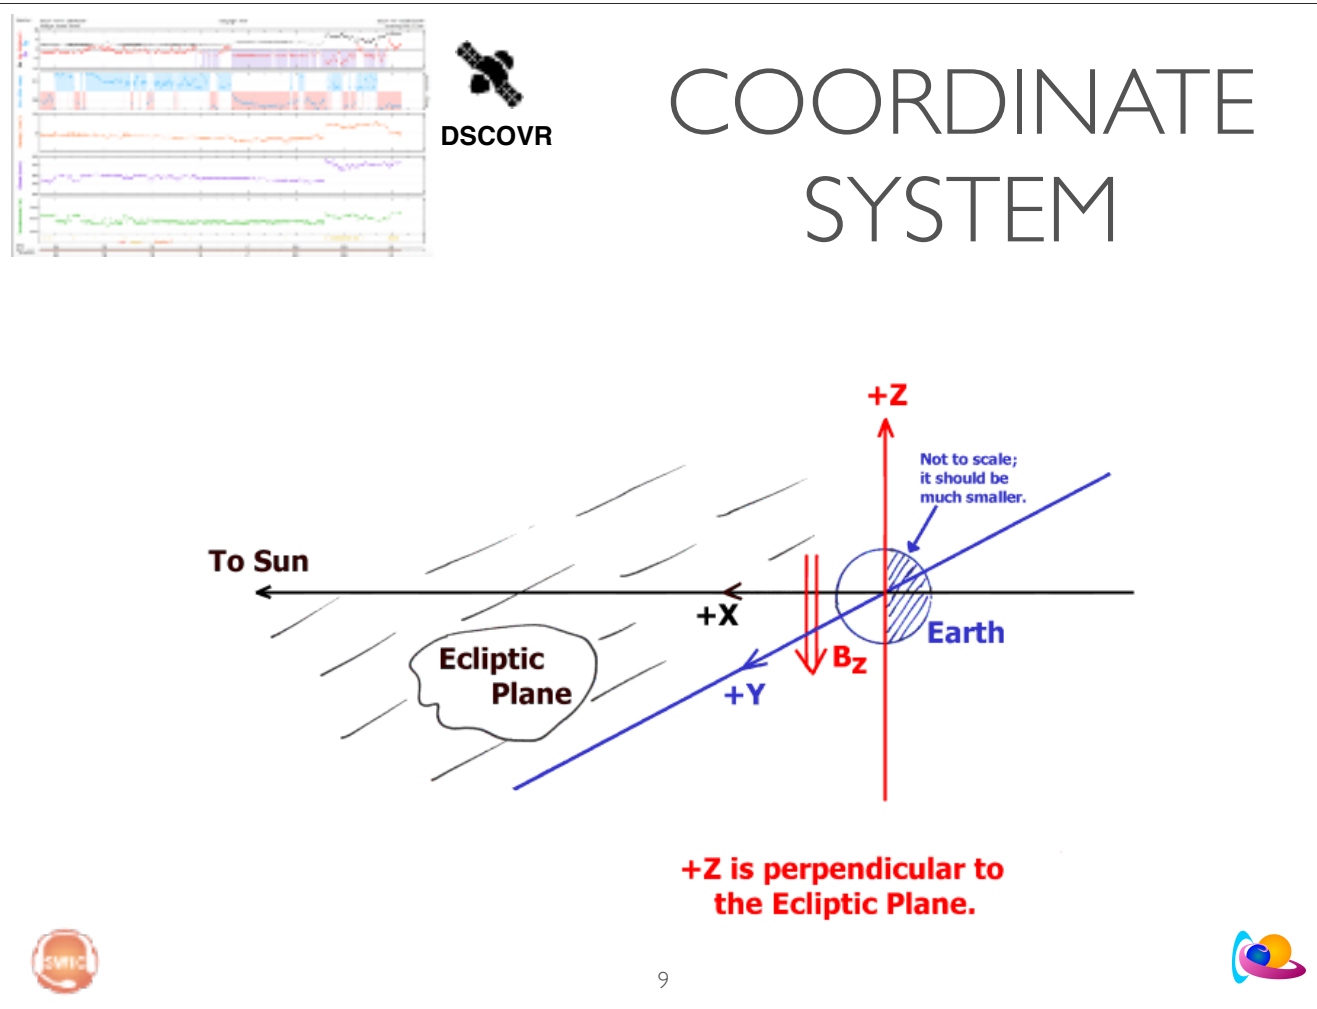 DSCOVR
COORDINATE
SYSTEM
+Z
Not to scale;
it should be
much smaller.
To Sun
+X
Earth
Ecliptic
Plane
Bz
+Y
+Z is perpendicular to
the Ecliptic Plane.
SWIC
9